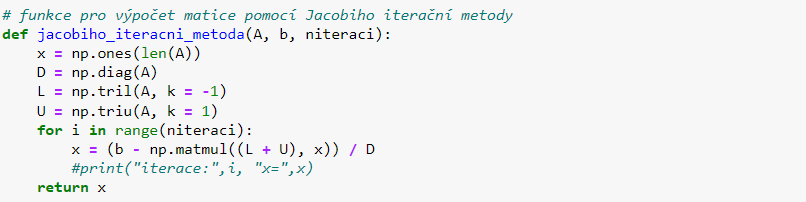 # funkce pro výpočet matice pomocí Jacobiho iterační metody
def jacobiho_iteracni_metoda(A, b, niteraci):
    x = np.ones(len(A))
    D = np.diag(A)
    L = np.tril(A, k = -1)
    U = np.triu(A, k = 1)
    for i in range(niteraci):
        x = (b - np.matmul((L + U), x)) / D
        #print("iterace:",i, "x=",x)
    return x